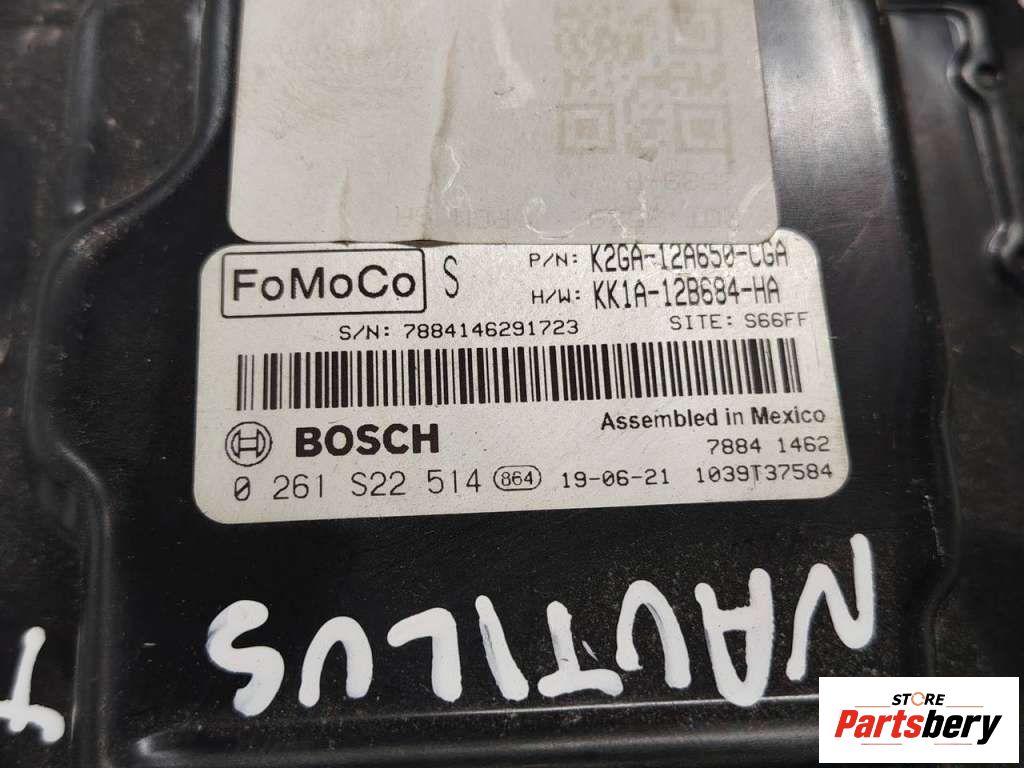 FoMoCo S P/N: K2GA-12A650-CGA
H/W: KK1A-12B684-HA
S/N: 7884146291723 SITE: S66FF
Assembled in Mexico
BOSCH 7884 1462
0 261 S22 514 864 19-06-21 1039T37584
NAUTILUS
STORE
Partsbery